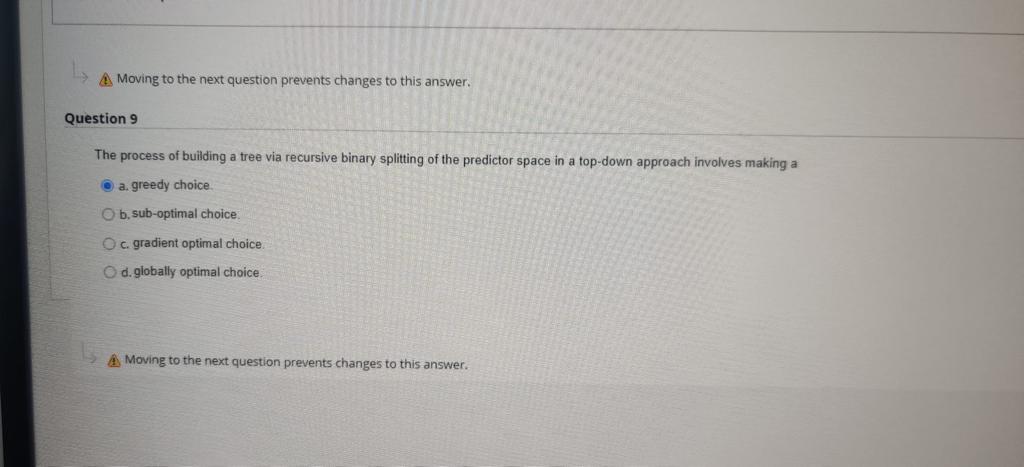 Moving to the next question prevents changes to this answer.
Question 9
The process of building a tree via recursive binary splitting of the predictor space in a top-down approach involves making a
a. greedy choice.
b. sub-optimal choice.
c. gradient optimal choice.
d. globally optimal choice.
Moving to the next question prevents changes to this answer.